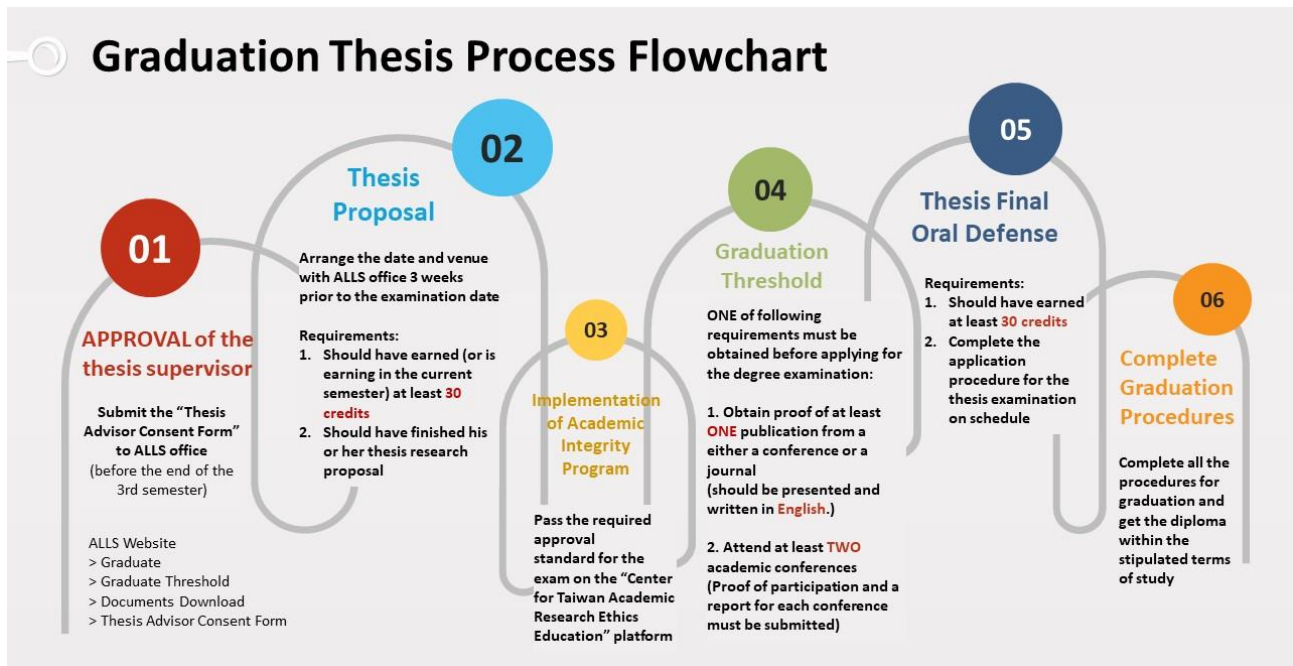 Graduation Thesis Process Flowchart
01
APPROVAL of the
thesis supervisor
Submit the “Thesis
Advisor Consent Form”
to ALLS office
(before the end of the
3rd semester)
ALLS Website
> Graduate
> Graduate Threshold
> Documents Download
> Thesis Advisor Consent Form
02
Thesis
Proposal
Arrange the date and venue
with ALLS office 3 weeks
prior to the examination date
Requirements:
1. Should have earned (or is
earning in the current
semester) at least 30
credits
2. Should have finished his
or her thesis research
proposal
03
Implementation
of Academic
Integrity
Program
Pass the required
approval
standard for the
exam on the “Center
for Taiwan Academic
Research Ethics
Education” platform
04
Graduation
Threshold
ONE of following
requirements must be
obtained before applying for
the degree examination:
1. Obtain proof of at least
ONE publication from a
either a conference or a
journal
(should be presented and
written in English.)
2. Attend at least TWO
academic conferences
(Proof of participation and a
report for each conference
must be submitted)
05
Thesis Final
Oral Defense
Requirements:
1. Should have earned
at least 30 credits
2. Complete the
application
procedure for the
thesis examination
on schedule
06
Complete
Graduation
Procedures
Complete all the
procedures for
graduation and
get the diploma
within the
stipulated terms
of study